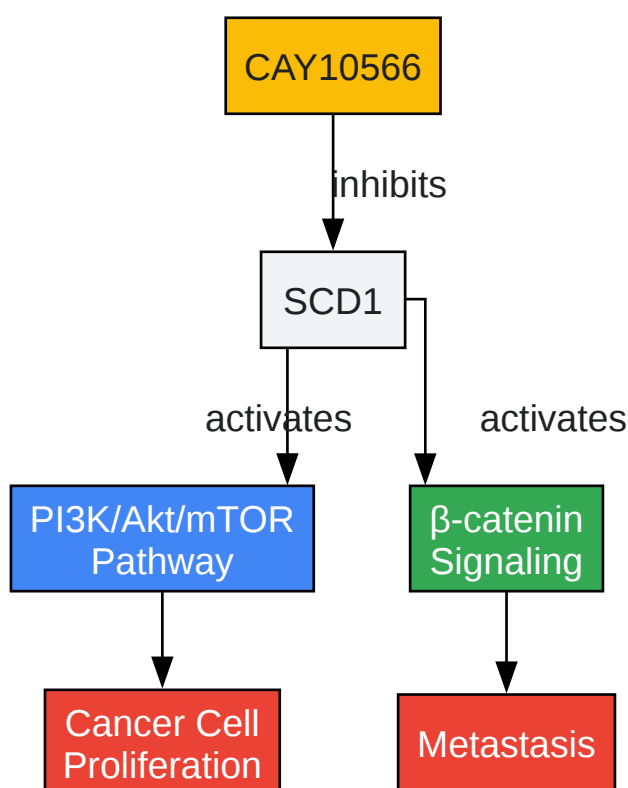 CAY10566
inhibits
SCD1
activates
activates
PI3K/Akt/mTOR
Pathway
β-catenin
Signaling
Cancer Cell
Proliferation
Metastasis